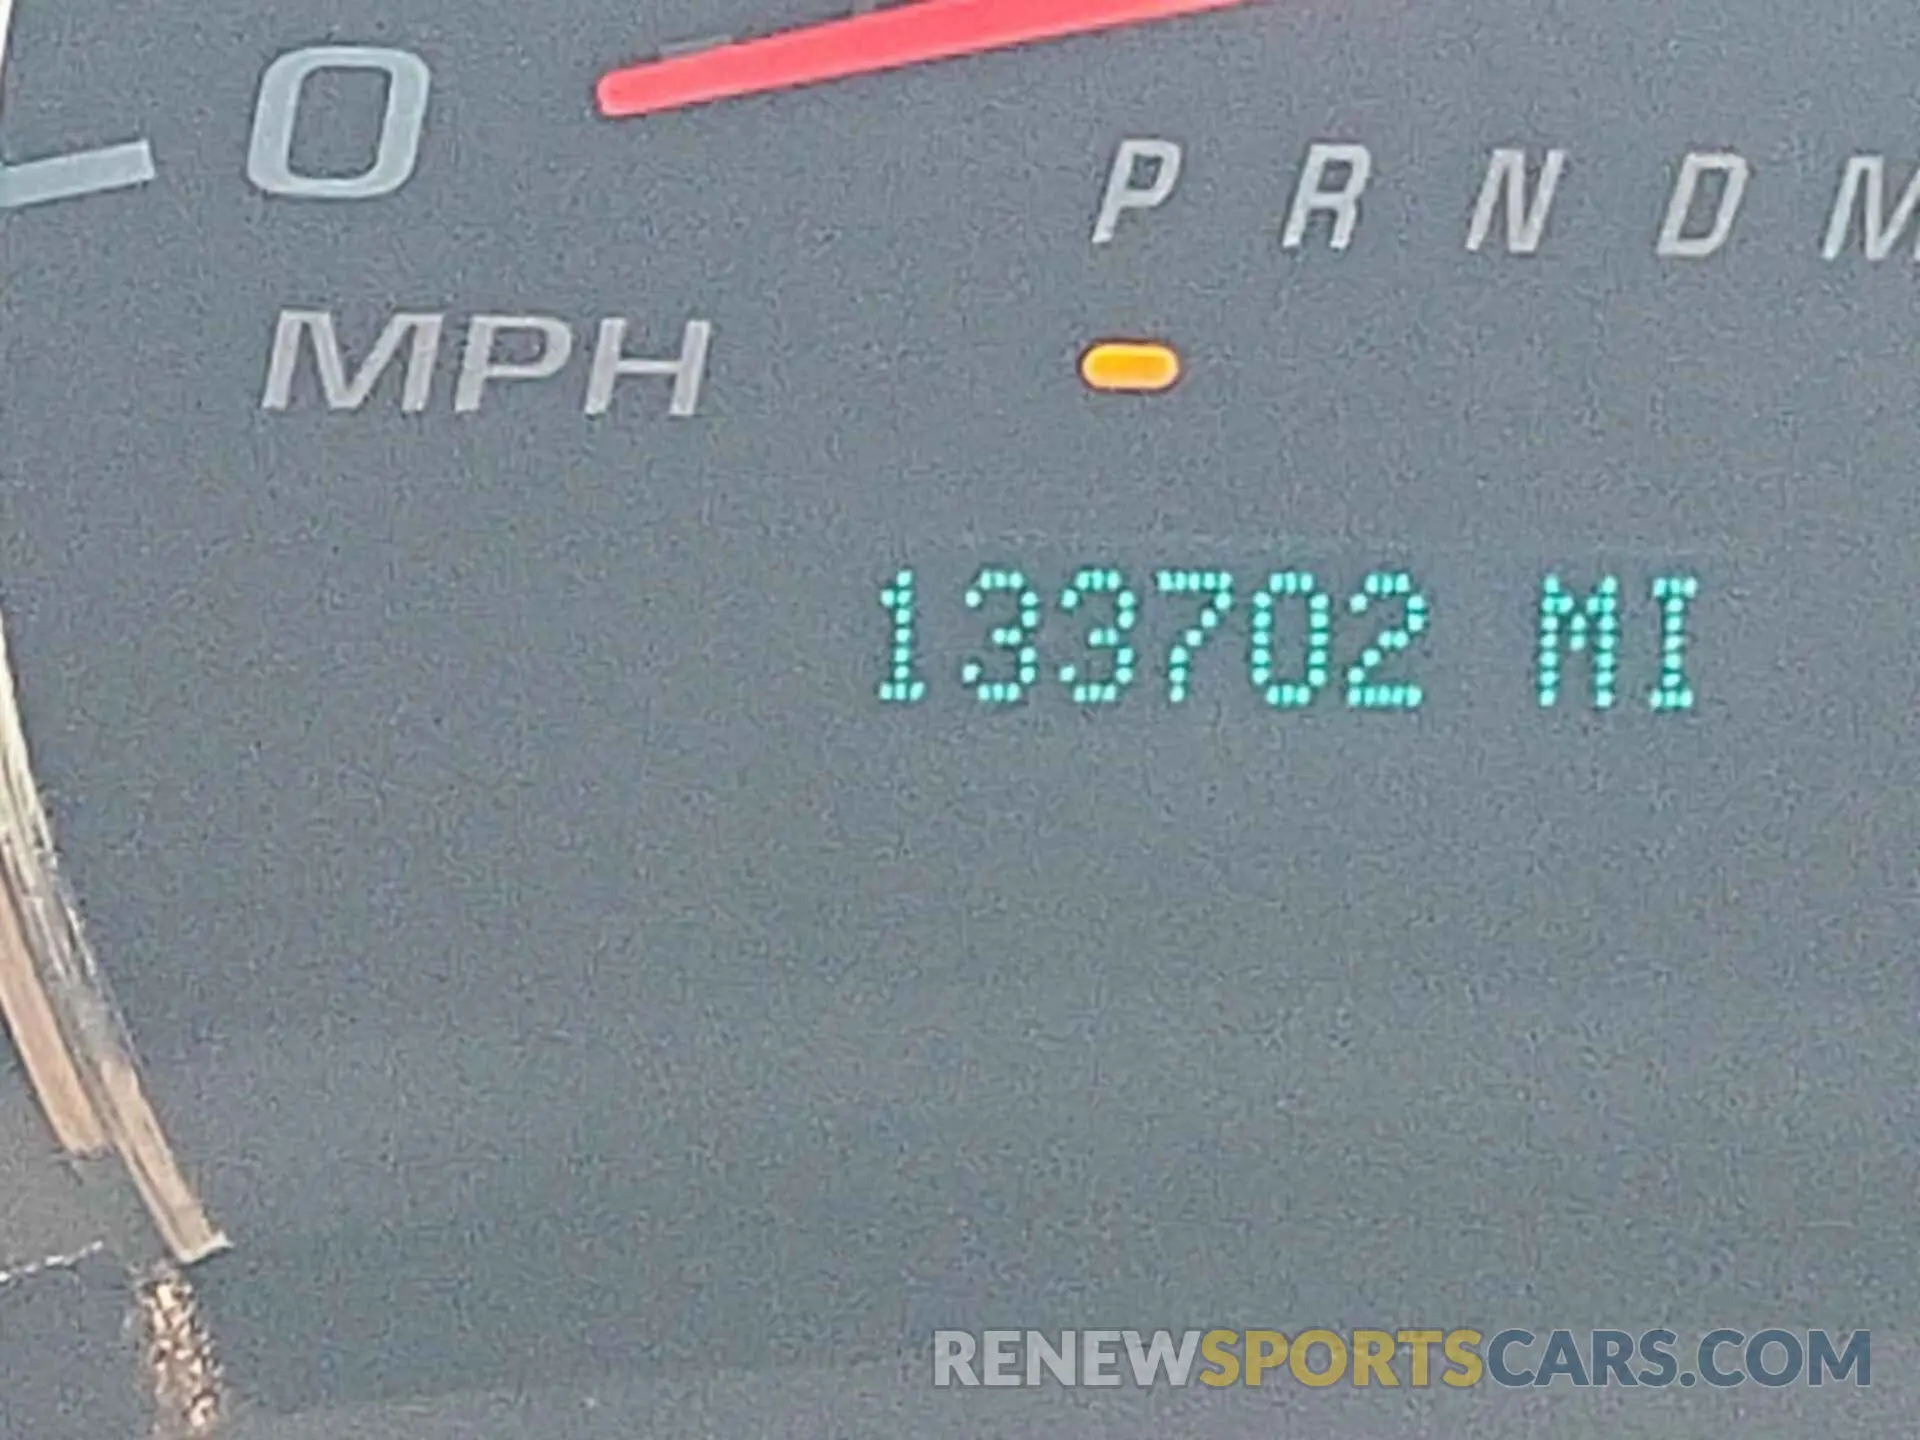 0
P R N D M
MPH
133702 MI
RENEWSPORTSCARS.COM